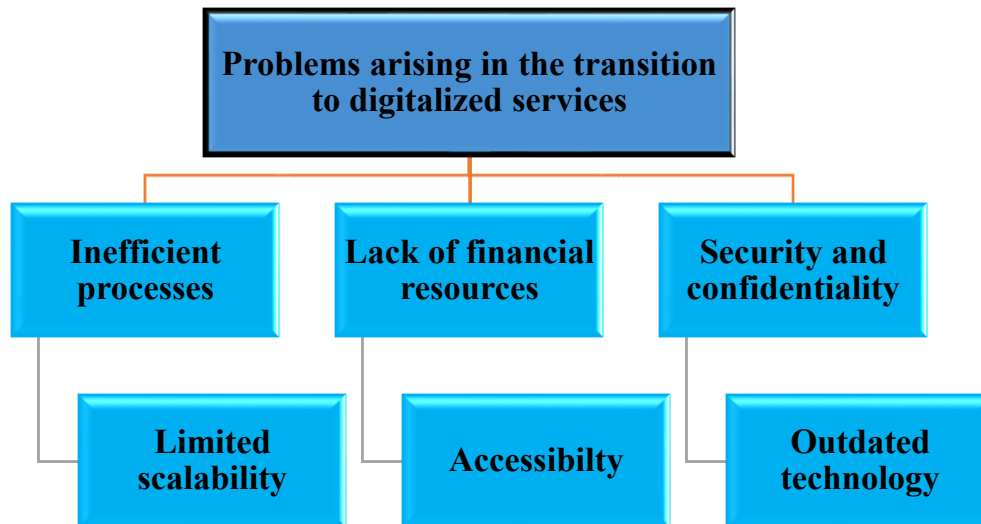 Problems arising in the transition
to digitalized services
Inefficient
processes
Lack of financial
resources
Security and
confidentiality
Limited
scalability
Accessibilty
Outdated
technology